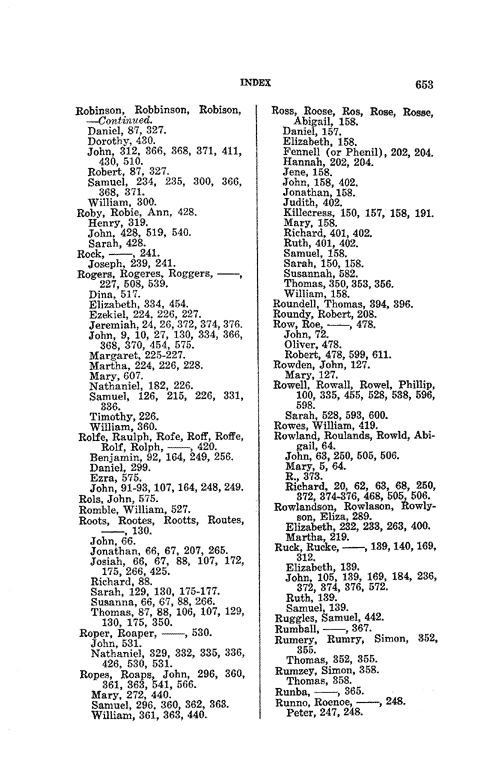 INDEX 653
Robinson, Robbinson, Robison,
—Continued.
Daniel, 87, 327.
Dorothy, 430.
John, 312, 366, 368, 371, 411,
430, 510.
Robert, 87, 327.
Samuel, 234, 235, 300, 366,
368, 371.
William, 300.
Roby, Robie, Ann, 428.
Henry, 319.
John, 428, 519, 540.
Sarah, 428.
Rock, ——, 241.
Joseph, 239, 241.
Rogers, Rogeres, Roggers, ——,
227, 508, 539.
Dina, 517.
Elizabeth, 334, 454.
Ezekiel, 224, 226, 227.
Jeremiah, 24, 26, 372, 374, 376.
John, 9, 10, 27, 130, 334, 366,
368, 370, 454, 575.
Margaret, 225-227.
Martha, 224, 226, 228.
Mary, 607.
Nathaniel, 182, 226.
Samuel, 126, 215, 226, 331,
336.
Timothy, 226.
William, 360.
Rolfe, Raulph, Rofe, Roff, Roffe,
Rolf, Rolph, ——, 420.
Benjamin, 92, 164, 249, 256.
Daniel, 299.
Ezra, 575.
John, 91-93, 107, 164, 248, 249.
Rols, John, 575.
Romble, William, 527.
Roots, Rootes, Rootts, Routes,
——, 130.
John, 66.
Jonathan, 66, 67, 207, 265.
Josiah, 66, 67, 88, 107, 172,
175, 266, 425.
Richard, 88.
Sarah, 129, 130, 175-177.
Susanna, 66, 67, 88, 266.
Thomas, 87, 88, 106, 107, 129,
130, 175, 350.
Roper, Roaper, ——, 530.
John, 531.
Nathaniel, 329, 332, 335, 336,
426, 530, 531.
Ropes, Roaps, John, 296, 360,
361, 363, 541, 566.
Mary, 272, 440.
Samuel, 296, 360, 362, 363.
William, 361, 363, 440.
Ross, Roose, Ros, Rose, Rosse,
Abigail, 158.
Daniel, 157.
Elizabeth, 158.
Fennell (or Phenil), 202, 204.
Hannah, 202, 204.
Jene, 158.
John, 158, 402.
Jonathan, 158.
Judith, 402.
Killecress, 150, 157, 158, 191.
Mary, 158.
Richard, 401, 402.
Ruth, 401, 402.
Samuel, 158.
Sarah, 150, 158.
Susannah, 582.
Thomas, 350, 353, 356.
William, 158.
Roundell, Thomas, 394, 396.
Roundy, Robert, 208.
Row, Roe, ——, 478.
John, 72.
Oliver, 478.
Robert, 478, 599, 611.
Rowden, John, 127.
Mary, 127.
Rowell, Rowall, Rowel, Phillip,
100, 335, 455, 528, 538, 596,
598.
Sarah, 528, 593, 600.
Rowes, William, 419.
Rowland, Roulands, Rowld, Abi-
gail, 64.
John, 63, 250, 505, 506.
Mary, 5, 64.
R., 373.
Richard, 20, 62, 63, 68, 250,
372, 374-376, 468, 505, 506.
Rowlandson, Rowlason, Rowly-
son, Eliza, 289.
Elizabeth, 232, 233, 263, 400.
Martha, 219.
Ruck, Rucke, ——, 139, 140, 169,
312.
Elizabeth, 139.
John, 105, 139, 169, 184, 236,
372, 374, 376, 572.
Ruth, 139.
Samuel, 139.
Ruggles, Samuel, 442.
Rumball, ——, 367.
Rumery, Rumry, Simon, 352,
355.
Thomas, 352, 355.
Rumzey, Simon, 358.
Thomas, 358.
Runba, ——, 365.
Runno, Roenoe, ——, 248.
Peter, 247, 248.